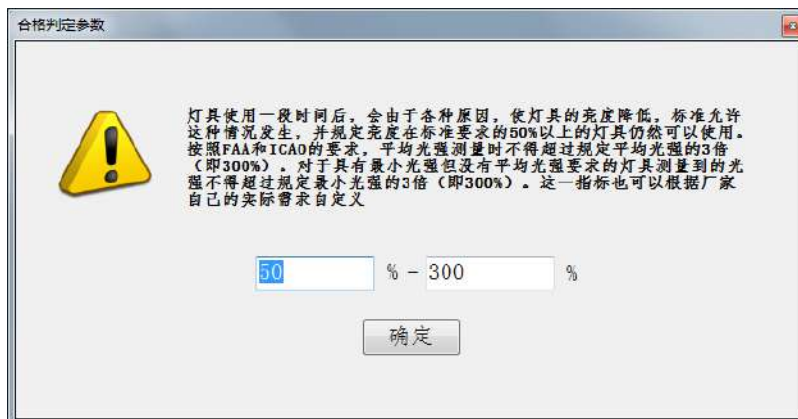 合格判定参数
灯具使用一段时间后，会由于各种原因，使灯具的亮度降低，标准允许
这种情况发生，并规定亮度在标准要求的50%以上的灯具仍然可以使用。
按照FAA和ICAO的要求，平均光强测量时不得超过规定平均光强的3倍
（即300%）。对于具有最小光强但没有平均光强要求的灯具测量到的光
强不得超过规定最小光强的3倍（即300%）。这一指标也可以根据厂家
自己的实际需求自定义
50 % - 300 %
确定